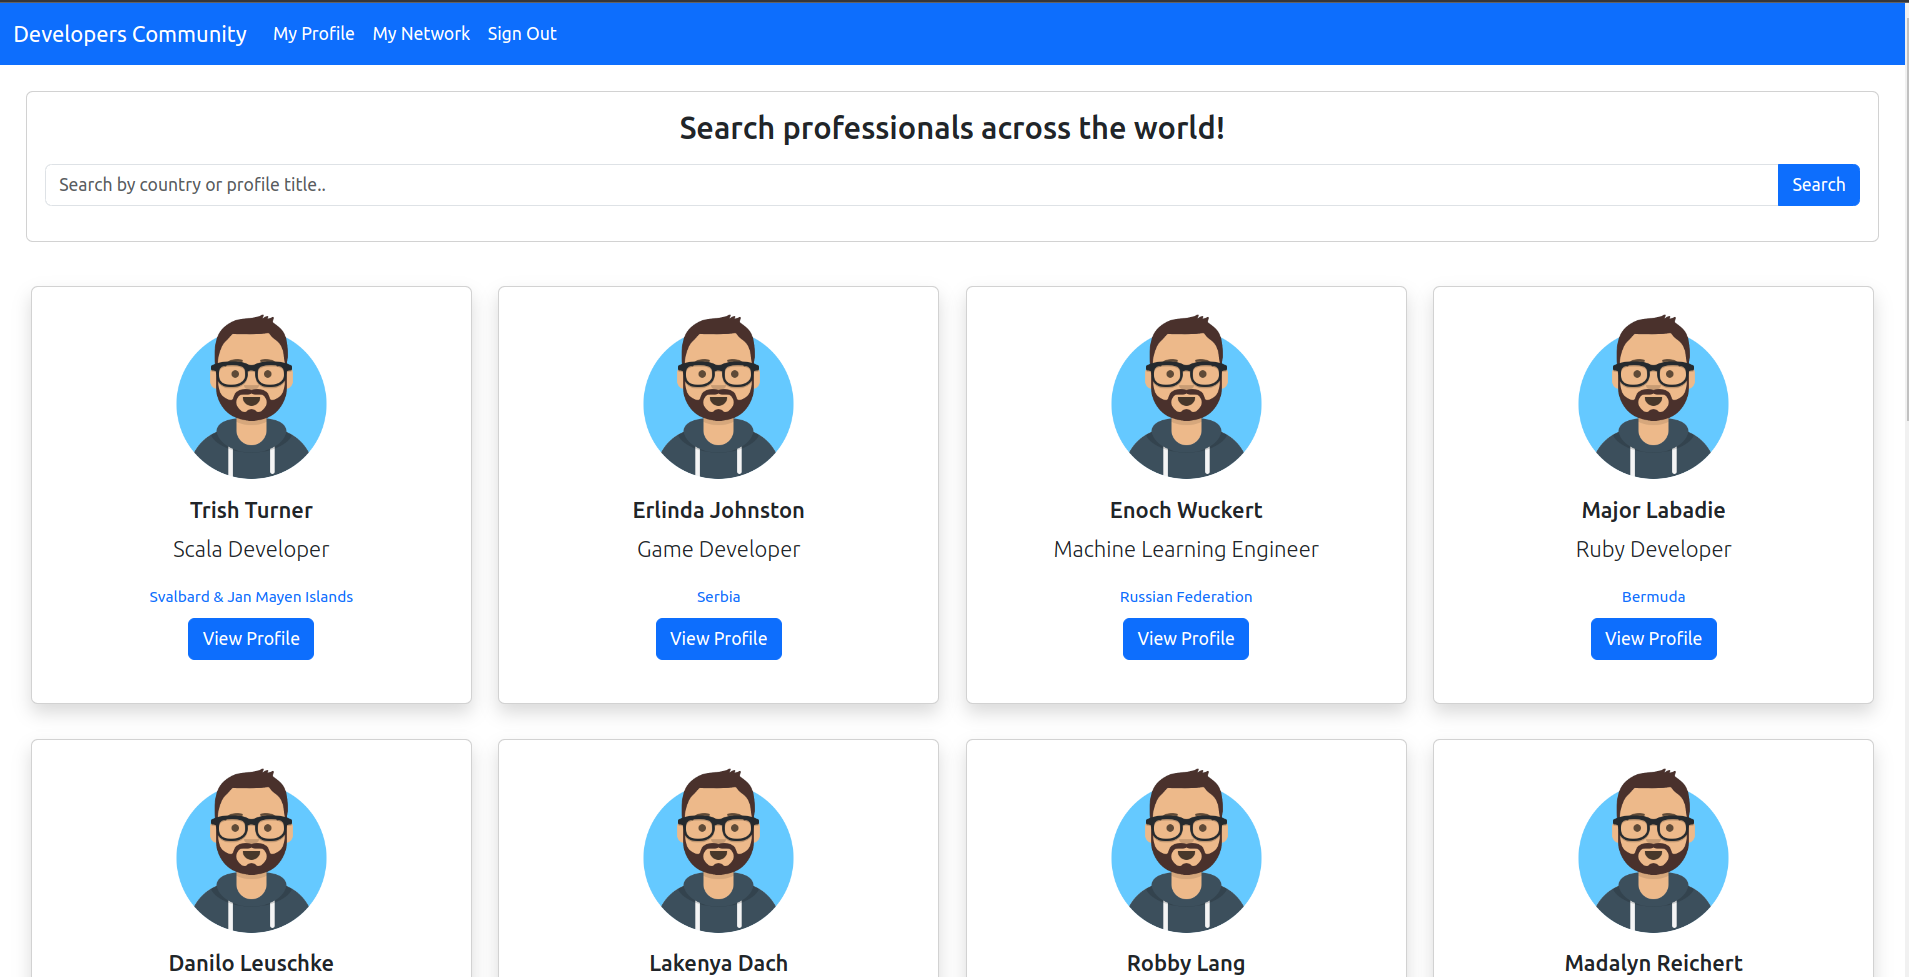 Developers Community My Profile My Network Sign Out
Search professionals across the world!
Search by country or profile title.. Search
Trish Turner
Scala Developer
Svalbard & Jan Mayen Islands
View Profile
Erlinda Johnston
Game Developer
Serbia
View Profile
Enoch Wuckert
Machine Learning Engineer
Russian Federation
View Profile
Major Labadie
Ruby Developer
Bermuda
View Profile
Danilo Leuschke
Lakenya Dach
Robby Lang
Madalyn Reichert